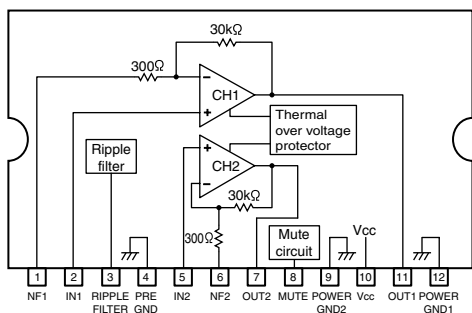 30kΩ
300Ω
CH1
Thermal
over voltage
protector
Ripple
filter
CH2
30kΩ
300Ω
Mute
circuit
Vcc
1 2 3 4 5 6 7 8 9 10 11 12
NF1 IN1 RIPPLE FILTER PRE GND IN2 NF2 OUT2 MUTE POWER GND2 Vcc OUT1 POWER GND1